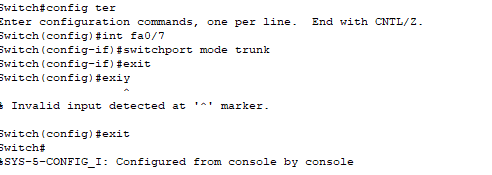 Switch#config ter
Enter configuration commands, one per line.  End with CNTL/Z.
Switch(config)#int fa0/7
Switch(config-if)#switchport mode trunk
Switch(config-if)#exit
Switch(config)#exiy
^
% Invalid input detected at '^' marker.
Switch(config)#exit
Switch#
%SYS-5-CONFIG_I: Configured from console by console